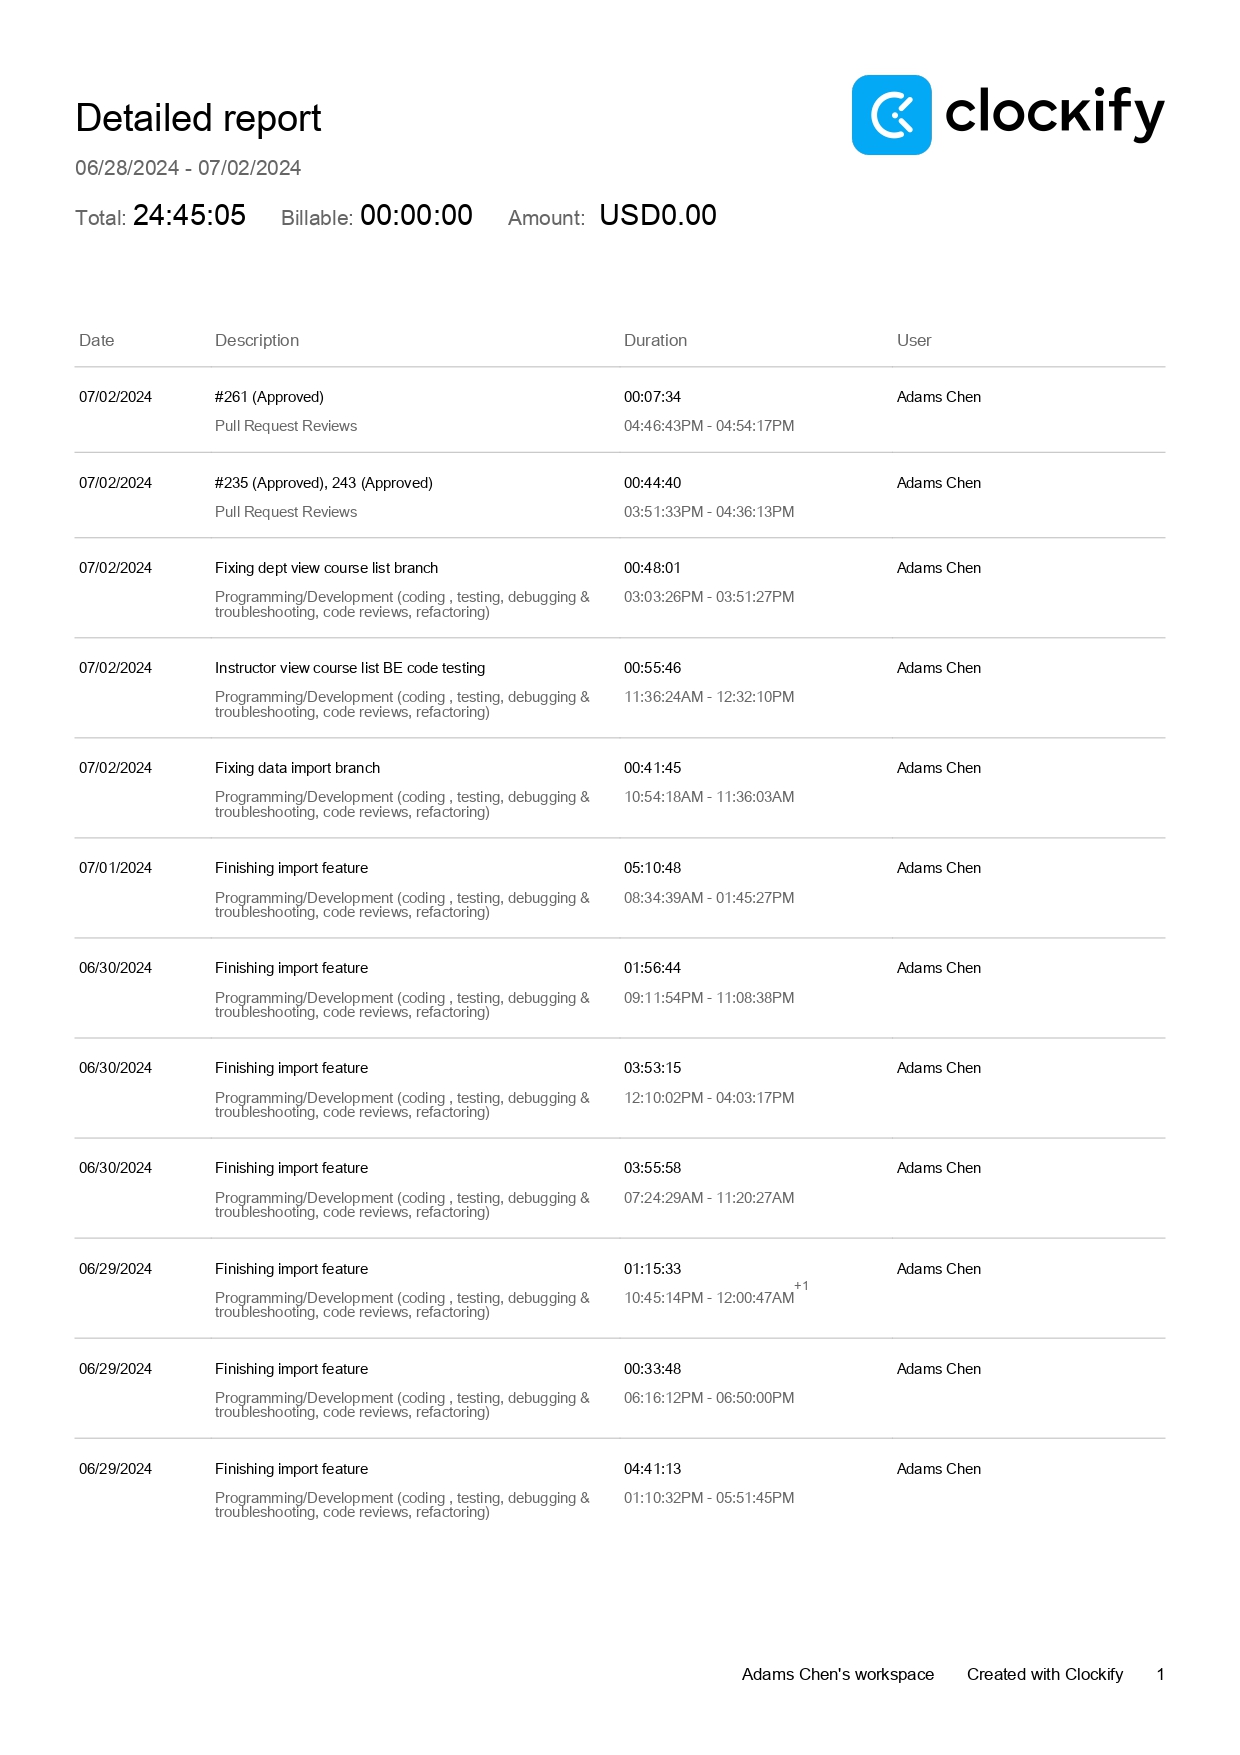 Detailed report
clockify
06/28/2024 - 07/02/2024
Total: 24:45:05 Billable: 00:00:00 Amount: USD0.00
Date Description Duration User
07/02/2024 #261 (Approved) 00:07:34 Adams Chen
Pull Request Reviews 04:46:43PM - 04:54:17PM
07/02/2024 #235 (Approved), 243 (Approved) 00:44:40 Adams Chen
Pull Request Reviews 03:51:33PM - 04:36:13PM
07/02/2024 Fixing dept view course list branch 00:48:01 Adams Chen
Programming/Development (coding , testing, debugging & 03:03:26PM - 03:51:27PM
troubleshooting, code reviews, refactoring)
07/02/2024 Instructor view course list BE code testing 00:55:46 Adams Chen
Programming/Development (coding , testing, debugging & 11:36:24AM - 12:32:10PM
troubleshooting, code reviews, refactoring)
07/02/2024 Fixing data import branch 00:41:45 Adams Chen
Programming/Development (coding , testing, debugging & 10:54:18AM - 11:36:03AM
troubleshooting, code reviews, refactoring)
07/01/2024 Finishing import feature 05:10:48 Adams Chen
Programming/Development (coding , testing, debugging & 08:34:39AM - 01:45:27PM
troubleshooting, code reviews, refactoring)
06/30/2024 Finishing import feature 01:56:44 Adams Chen
Programming/Development (coding , testing, debugging & 09:11:54PM - 11:08:38PM
troubleshooting, code reviews, refactoring)
06/30/2024 Finishing import feature 03:53:15 Adams Chen
Programming/Development (coding , testing, debugging & 12:10:02PM - 04:03:17PM
troubleshooting, code reviews, refactoring)
06/30/2024 Finishing import feature 03:55:58 Adams Chen
Programming/Development (coding , testing, debugging & 07:24:29AM - 11:20:27AM
troubleshooting, code reviews, refactoring)
06/29/2024 Finishing import feature 01:15:33 Adams Chen
Programming/Development (coding , testing, debugging & 10:45:14PM - 12:00:47AM +1
troubleshooting, code reviews, refactoring)
06/29/2024 Finishing import feature 00:33:48 Adams Chen
Programming/Development (coding , testing, debugging & 06:16:12PM - 06:50:00PM
troubleshooting, code reviews, refactoring)
06/29/2024 Finishing import feature 04:41:13 Adams Chen
Programming/Development (coding , testing, debugging & 01:10:32PM - 05:51:45PM
troubleshooting, code reviews, refactoring)
Adams Chen's workspace Created with Clockify 1